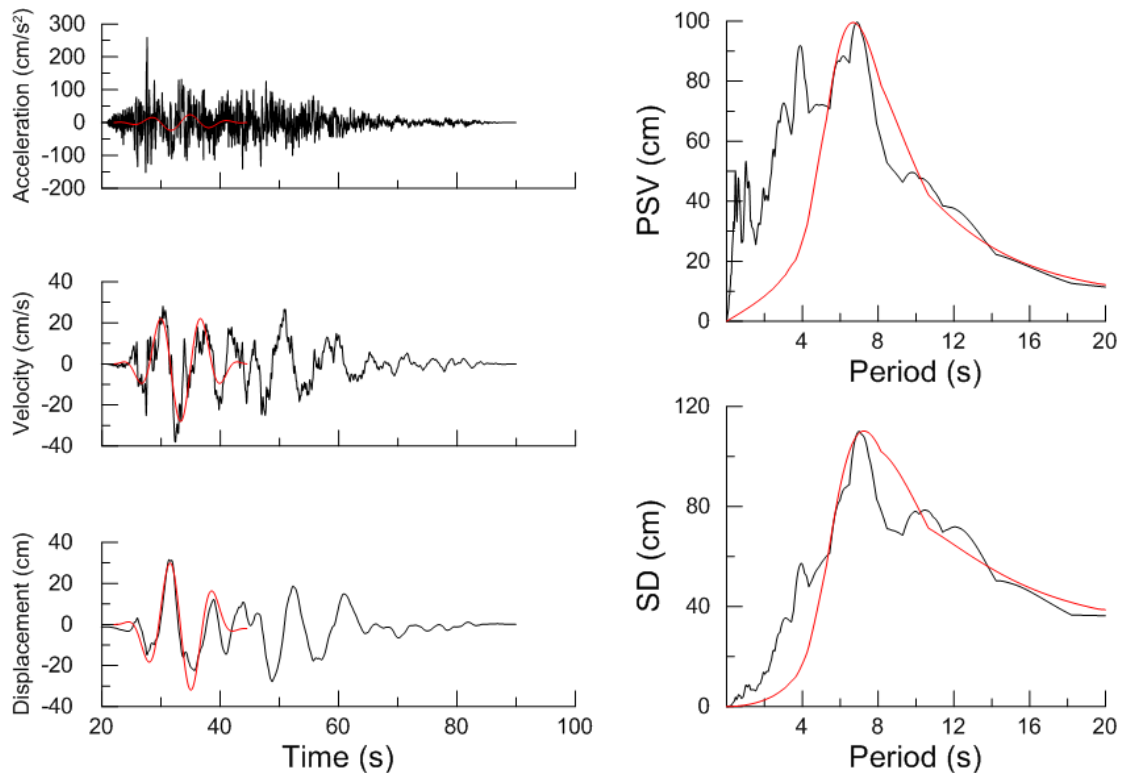 Acceleration (cm/s²)
300
200
100
0
-100
-200
Velocity (cm/s)
40
20
0
-20
-40
Displacement (cm)
40
20
0
-20
-40
20 40 60 80 100
Time (s)
PSV (cm)
100
80
60
40
20
0
4 8 12 16 20
Period (s)
SD (cm)
120
80
40
0
4 8 12 16 20
Period (s)